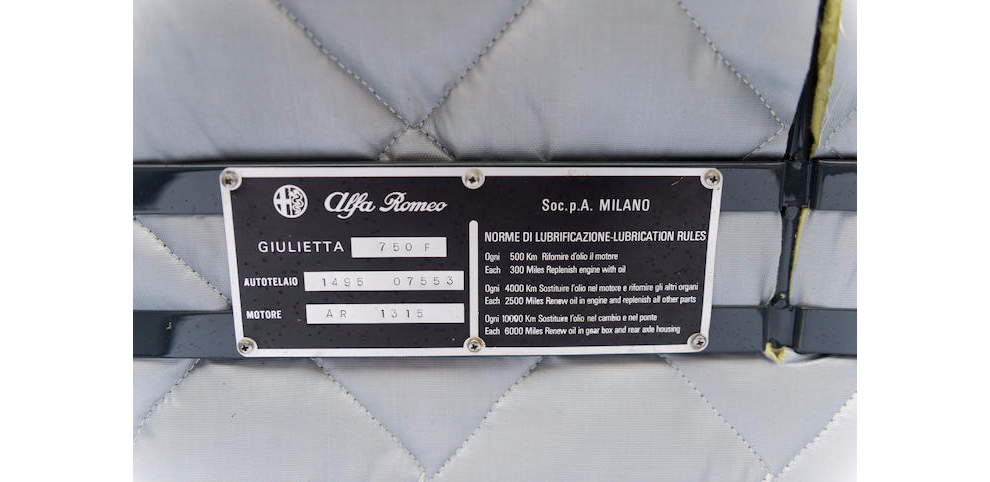 Alfa Romeo
GIULIETTA 750 F
AUTOTELAIO 1495 07553
MOTORE AR 1315
Soc.p.A. MILANO
NORME DI LUBRIFICAZIONE-LUBRICATION RULES
Ogni 500 Km Rifornire d'olio il motore
Each 300 Miles Replenish engine with oil
Ogni 4000 Km Sostituire l'olio nel motore e rifornire gli altri organi
Each 2500 Miles Renew oil in engine and replenish all other parts
Ogni 10000 Km Sostituire l'olio nel cambio e nel ponte
Each 6000 Miles Renew oil in gear box and rear axle housing